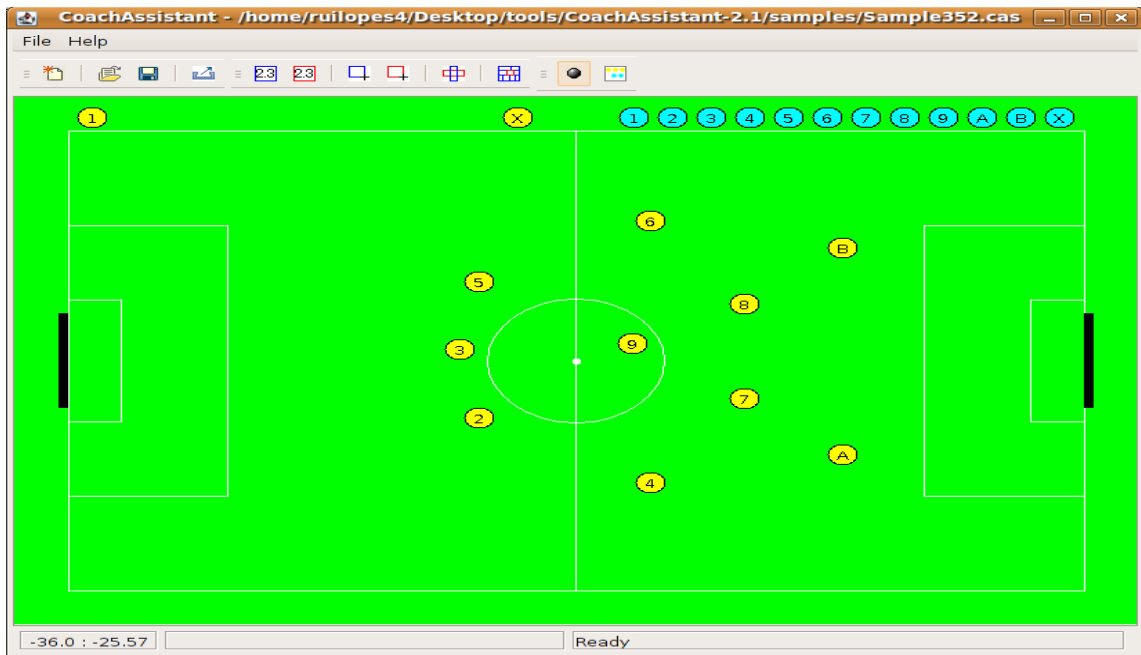 CoachAssistant - /home/ruilopes4/Desktop/tools/CoachAssistant-2.1/samples/Sample352.cas
File Help
2.3 2.3
1 X 1 2 3 4 5 6 7 8 9 A B X
6
B
5
8
9
3
7
2
A
4
-36.0 : -25.57 Ready